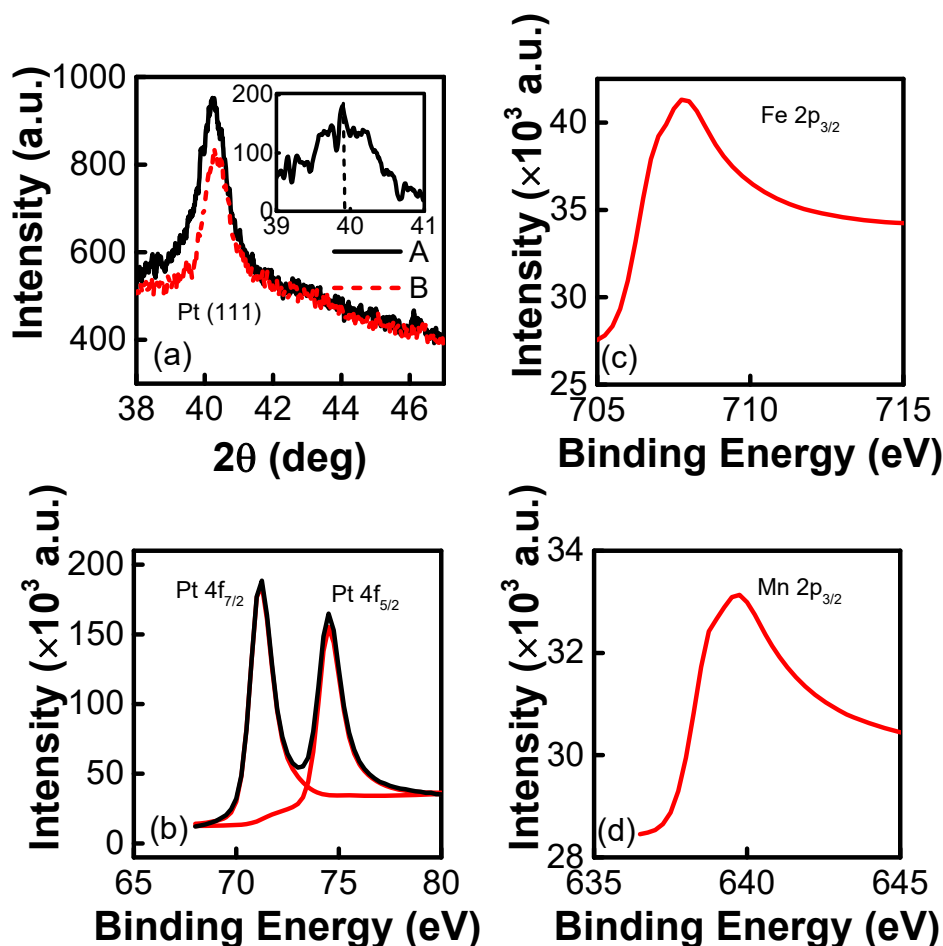 Intensity (a.u.)
1000
800
600
400
200
100
0
39 40 41
A
B
Pt (111)
(a)
38 40 42 44 46
2θ (deg)
Intensity (×10³ a.u.)
40
35
30
25
Fe 2p3/2
(c)
705 710 715
Binding Energy (eV)
Intensity (×10³ a.u.)
200
150
100
50
0
Pt 4f7/2
Pt 4f5/2
(b)
65 70 75 80
Binding Energy (eV)
Intensity (×10³ a.u.)
34
32
30
28
Mn 2p3/2
(d)
635 640 645
Binding Energy (eV)